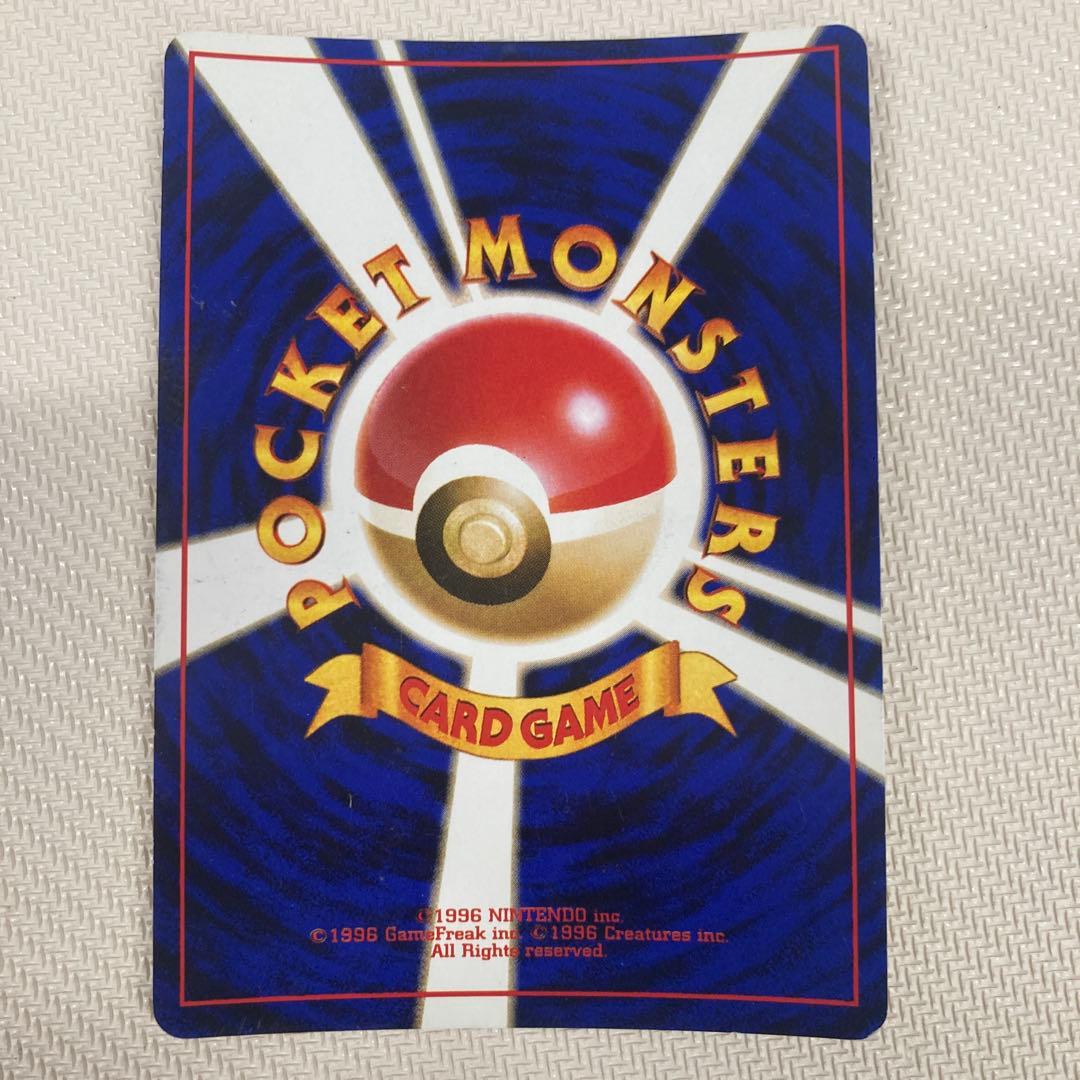 POCKET MONSTERS
CARD GAME
©1996 NINTENDO inc.
©1996 GameFreak inc. ©1996 Creatures inc.
All Rights reserved.